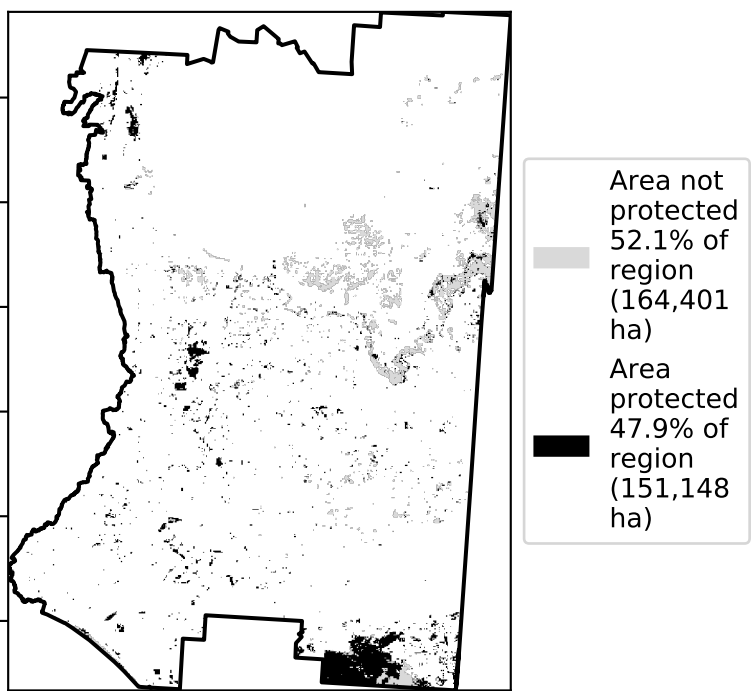 Area not
protected
52.1% of
region
(164,401
ha)
Area
protected
47.9% of
region
(151,148
ha)